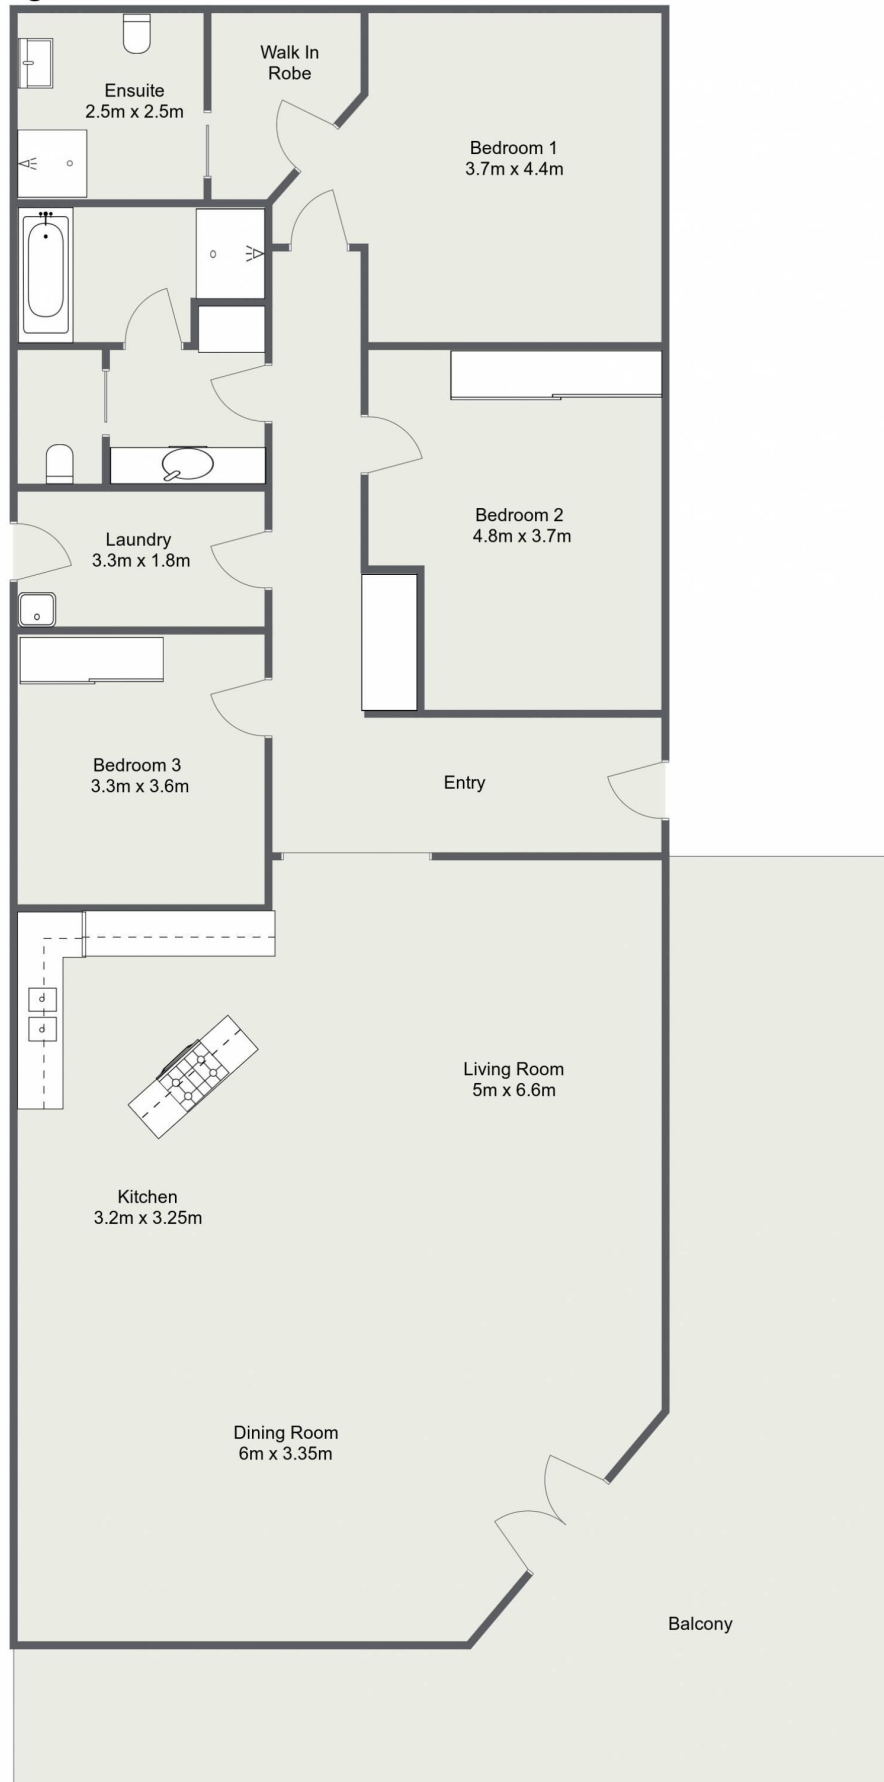 Walk In
Robe
Ensuite
2.5m x 2.5m
Bedroom 1
3.7m x 4.4m
Bedroom 2
4.8m x 3.7m
Laundry
3.3m x 1.8m
Bedroom 3
3.3m x 3.6m
Entry
Living Room
5m x 6.6m
Kitchen
3.2m x 3.25m
Dining Room
6m x 3.35m
Balcony